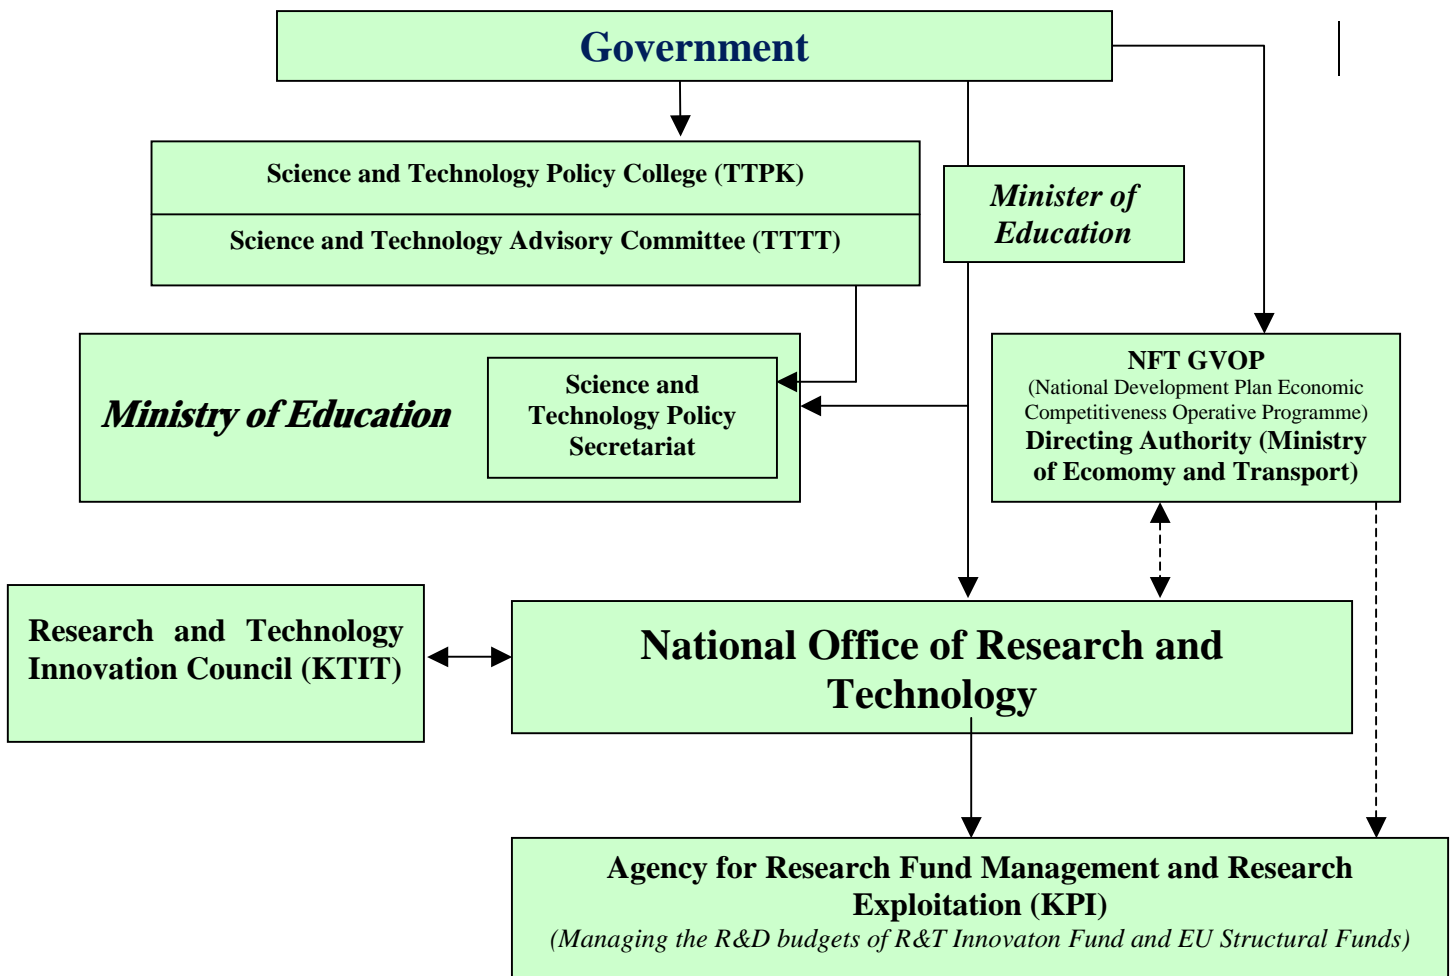 Government
Science and Technology Policy College (TTPK)
Science and Technology Advisory Committee (TTTT)
Minister of
Education
Ministry of Education
Science and
Technology Policy
Secretariat
NFT GVOP
(National Development Plan Economic
Competitiveness Operative Programme)
Directing Authority (Ministry
of Ecomomy and Transport)
Research and Technology
Innovation Council (KTIT)
National Office of Research and
Technology
Agency for Research Fund Management and Research
Exploitation (KPI)
(Managing the R&D budgets of R&T Innovaton Fund and EU Structural Funds)